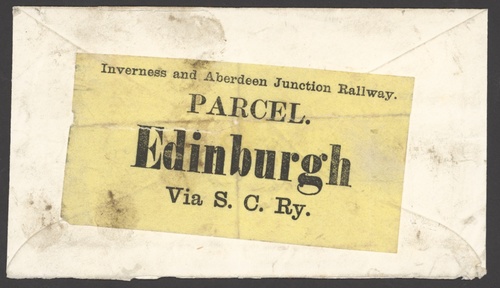 Inverness and Aberdeen Junction Railway.
PARCEL.
Edinburgh
Via S. C. Ry.